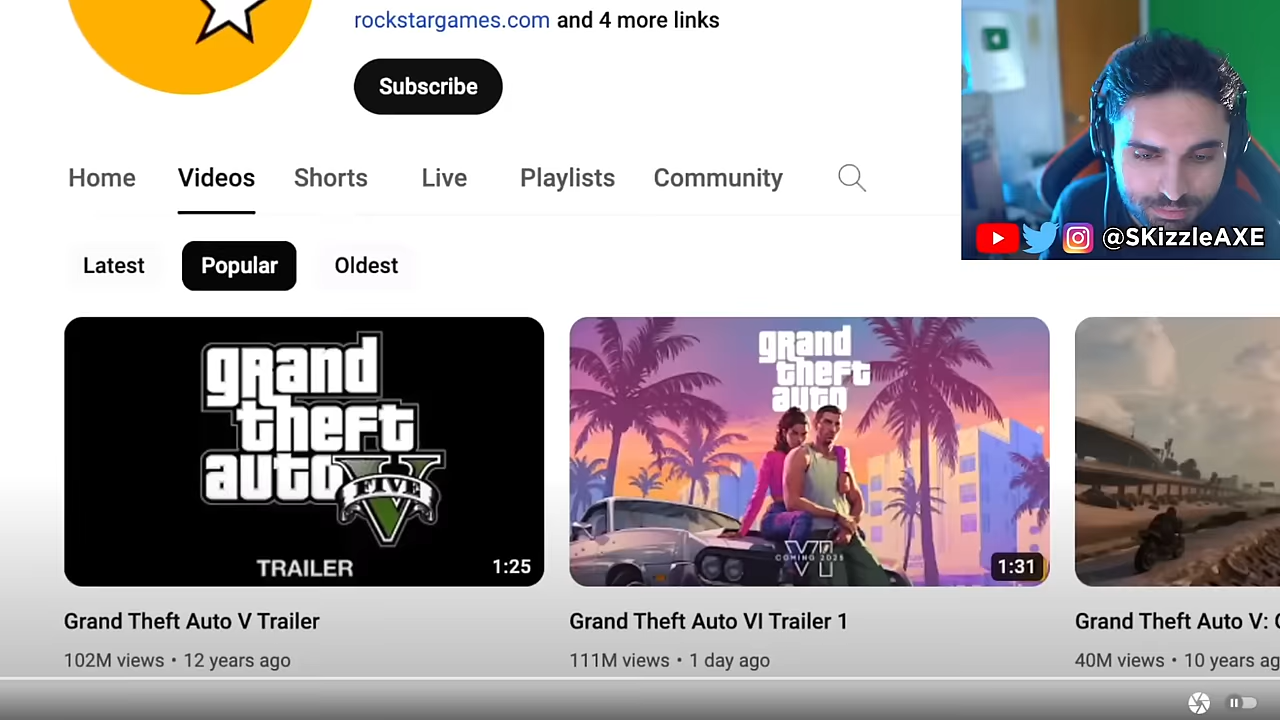 rockstargames.com and 4 more links
Subscribe
Home Videos Shorts Live Playlists Community
@SKizzleAXE
Latest Popular Oldest
grand
theft
auto
V
FIVE
TRAILER
1:25
grand
theft
auto
VI
COMING 2025
1:31
Grand Theft Auto V Trailer
102M views • 12 years ago
Grand Theft Auto VI Trailer 1
111M views • 1 day ago
Grand Theft Auto V:
40M views • 10 years ag